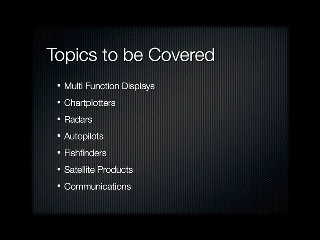 Topics to be Covered
• Multi Function Displays
• Chartplotters
• Radars
• Autopilots
• Fishfinders
• Satellite Products
• Communications